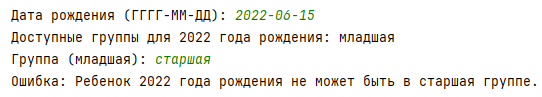 Дата рождения (ГГГГ-ММ-ДД): 2022-06-15
Доступные группы для 2022 года рождения: младшая
Группа (младшая): старшая
Ошибка: Ребенок 2022 года рождения не может быть в старшая группе.